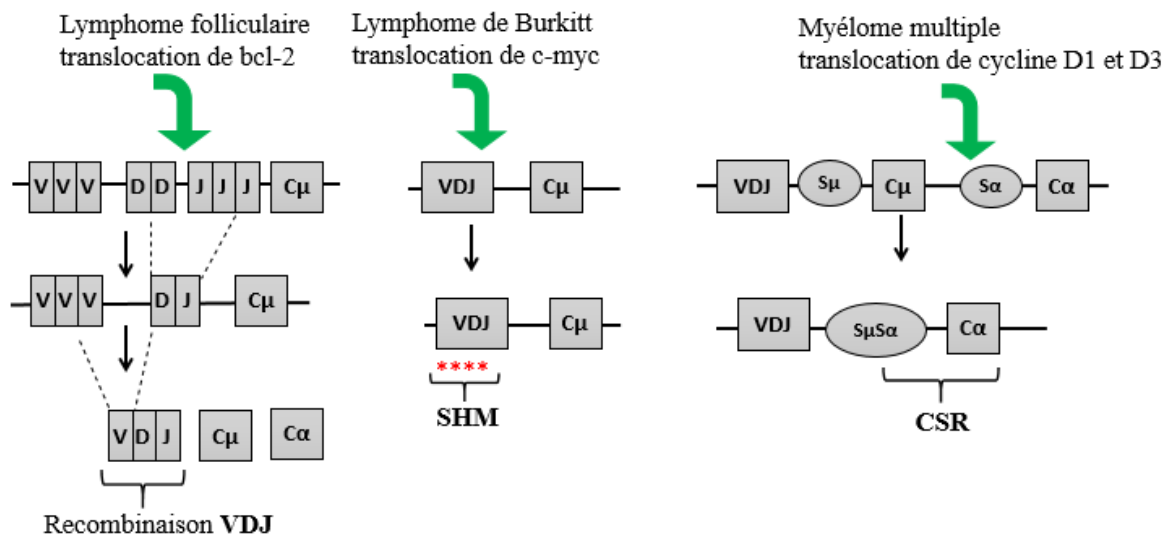 Lymphome folliculaire
translocation de bcl-2
V V V D D J J J Cμ
V V V D J Cμ
V D J Cμ Cα
Recombinaison VDJ
Lymphome de Burkitt
translocation de c-myc
VDJ Cμ
VDJ Cμ
****
SHM
Myélome multiple
translocation de cycline D1 et D3
VDJ Sμ Cμ Sα Cα
VDJ SμSα Cα
CSR